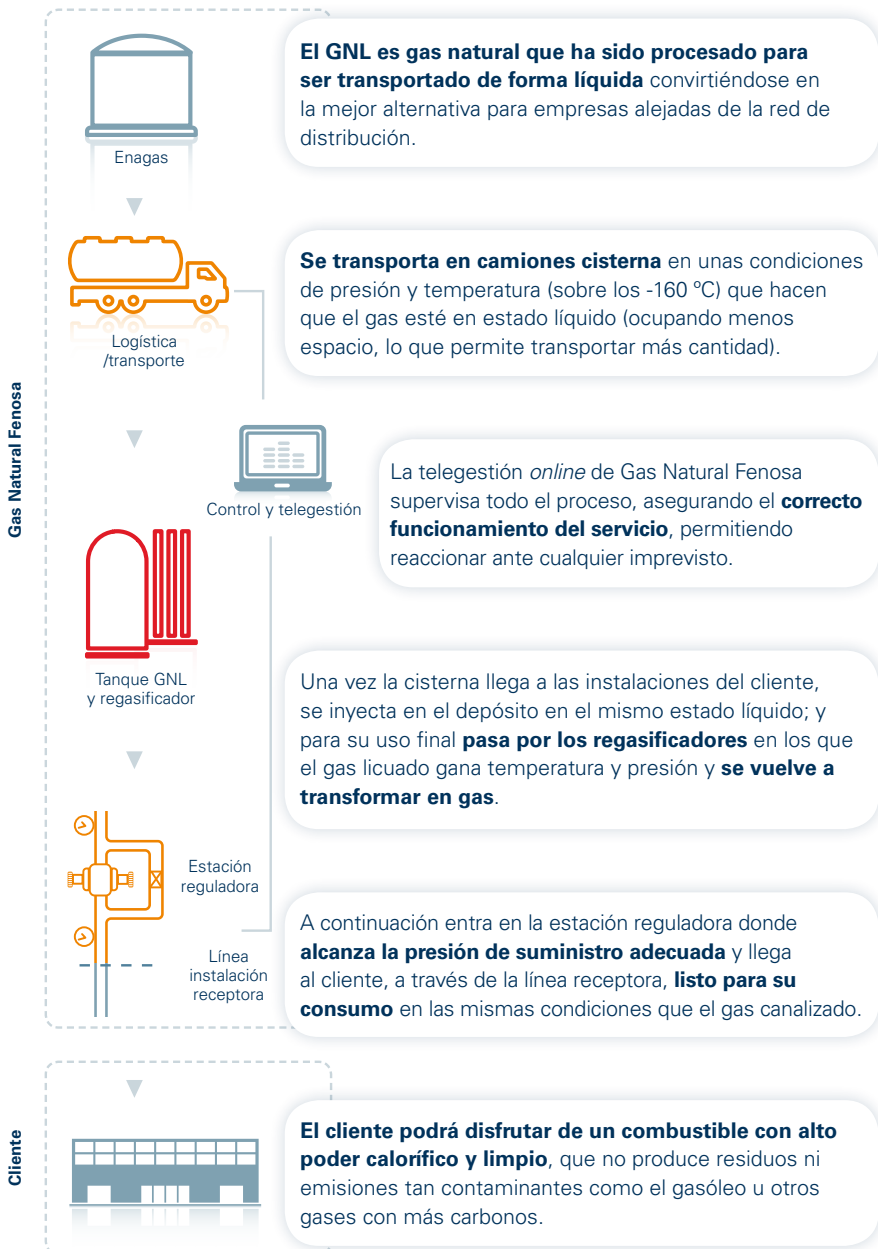 Gas Natural Fenosa
Enagas
El GNL es gas natural que ha sido procesado para
ser transportado de forma líquida convirtiéndose en
la mejor alternativa para empresas alejadas de la red de
distribución.
Logística
/transporte
Se transporta en camiones cisterna en unas condiciones
de presión y temperatura (sobre los -160 ºC) que hacen
que el gas esté en estado líquido (ocupando menos
espacio, lo que permite transportar más cantidad).
Control y telegestión
La telegestión online de Gas Natural Fenosa
supervisa todo el proceso, asegurando el correcto
funcionamiento del servicio, permitiendo
reaccionar ante cualquier imprevisto.
Tanque GNL
y regasificador
Una vez la cisterna llega a las instalaciones del cliente,
se inyecta en el depósito en el mismo estado líquido; y
para su uso final pasa por los regasificadores en los que
el gas licuado gana temperatura y presión y se vuelve a
transformar en gas.
Estación
reguladora
Línea
instalación
receptora
A continuación entra en la estación reguladora donde
alcanza la presión de suministro adecuada y llega
al cliente, a través de la línea receptora, listo para su
consumo en las mismas condiciones que el gas canalizado.
Cliente
El cliente podrá disfrutar de un combustible con alto
poder calorífico y limpio, que no produce residuos ni
emisiones tan contaminantes como el gasóleo u otros
gases con más carbonos.